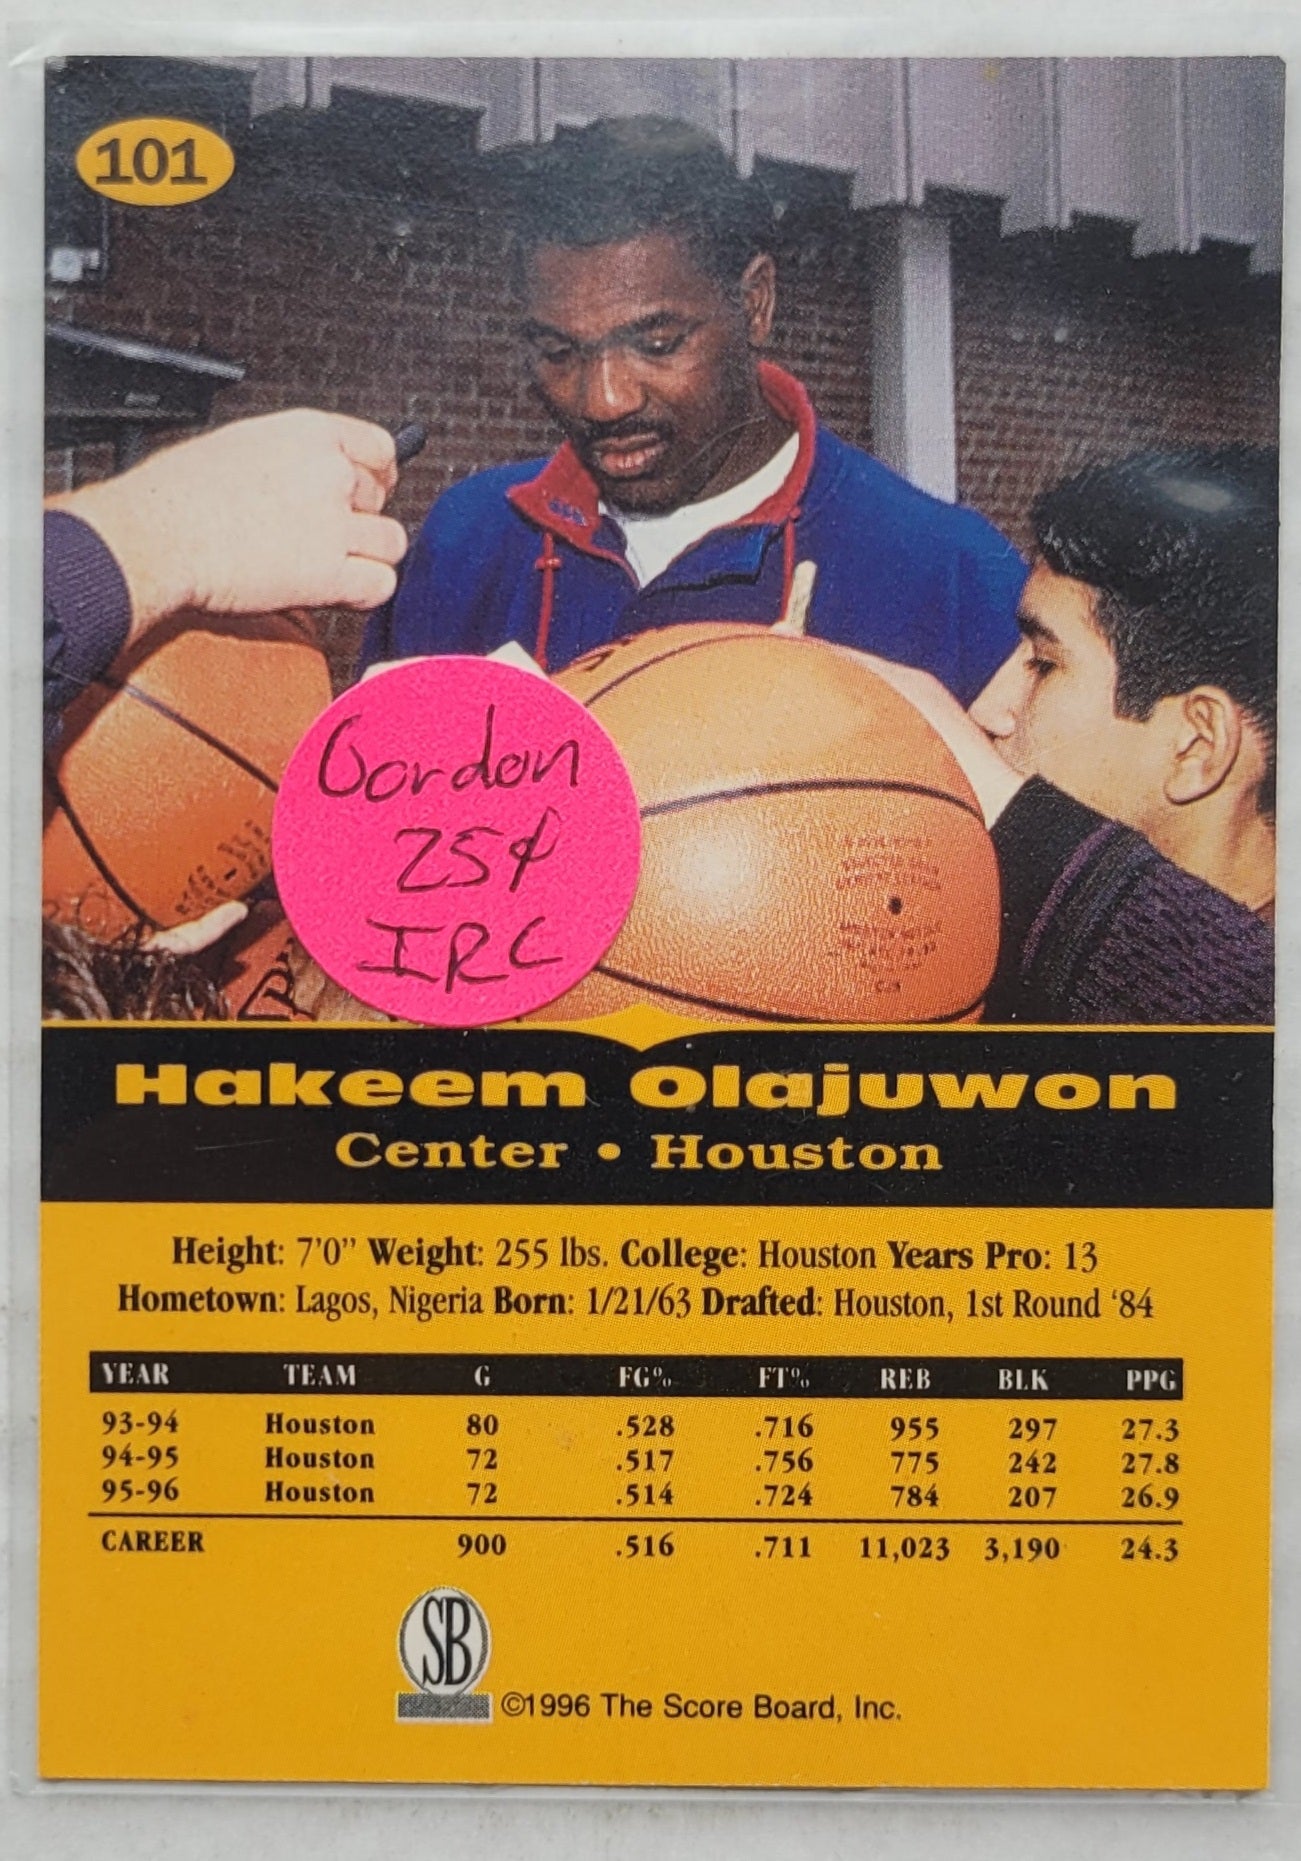 101
Gordon
25¢
IRC
Hakeem Olajuwon
Center • Houston
Height: 7'0” Weight: 255 lbs. College: Houston Years Pro: 13
Hometown: Lagos, Nigeria Born: 1/21/63 Drafted: Houston, 1st Round ‘84
YEAR TEAM G FG% FT% REB BLK PPG
93-94 Houston 80 .528 .716 955 297 27.3
94-95 Houston 72 .517 .756 775 242 27.8
95-96 Houston 72 .514 .724 784 207 26.9
CAREER 900 .516 .711 11,023 3,190 24.3
SB
©1996 The Score Board, Inc.